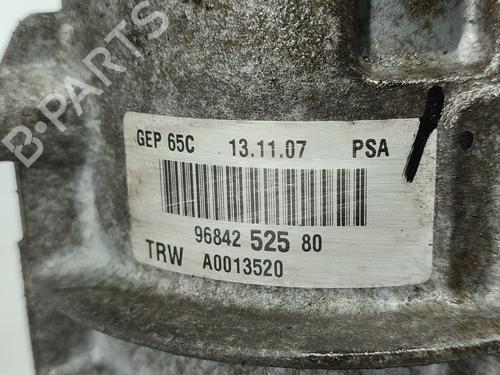 B-PARTS
GEP 65C 13.11.07 PSA
96842 525 80
TRW A0013520